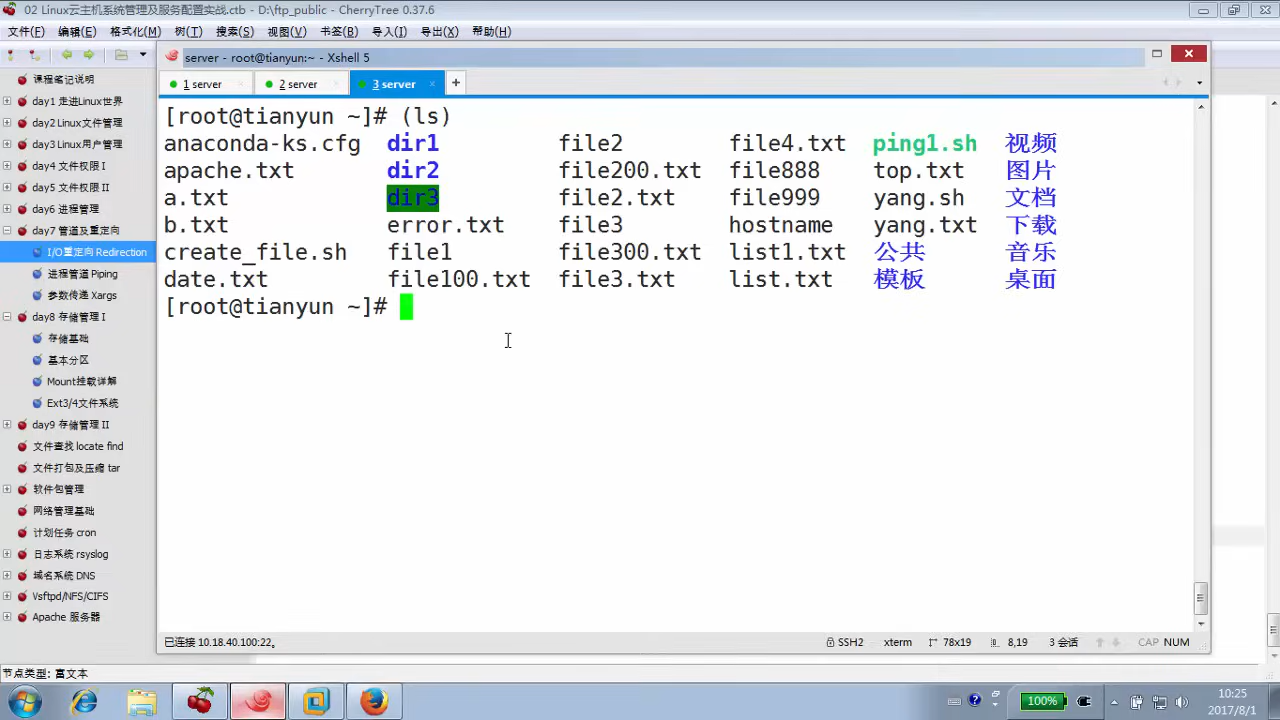 02 Linux云主机系统管理及服务配置实战.ctb - D:\ftp_public - CherryTree 0.37.6
文件(F) 编辑(E) 格式化(M) 树(T) 搜索(S) 视图(V) 书签(B) 导入(I) 导出(X) 帮助(H)
server - root@tianyun:~ - Xshell 5
1 server
2 server
3 server
课程笔记说明
day1 走进Linux世界
day2 Linux文件管理
day3 Linux用户管理
day4 文件权限 I
day5 文件权限 II
day6 进程管理
day7 管道及重定向
I/O重定向 Redirection
进程管道 Piping
参数传递 Xargs
day8 存储管理 I
存储基础
基本分区
Mount挂载详解
Ext3/4文件系统
day9 存储管理 II
文件查找 locate find
文件打包及压缩 tar
软件包管理
网络管理基础
计划任务 cron
日志系统 rsyslog
域名系统 DNS
Vsftpd/NFS/CIFS
Apache 服务器
[root@tianyun ~]# (ls)
anaconda-ks.cfg dir1 file2 file4.txt ping1.sh 视频
apache.txt dir2 file200.txt file888 top.txt 图片
a.txt dir3 file2.txt file999 yang.sh 文档
b.txt error.txt file3 hostname yang.txt 下载
create_file.sh file1 file300.txt list1.txt 公共 音乐
date.txt file100.txt file3.txt list.txt 模板 桌面
[root@tianyun ~]#
已连接 10.18.40.100:22。 SSH2 xterm 78x19 8,19 3 会话 CAP NUM
节点类型: 富文本
100%
10:25
2017/8/1